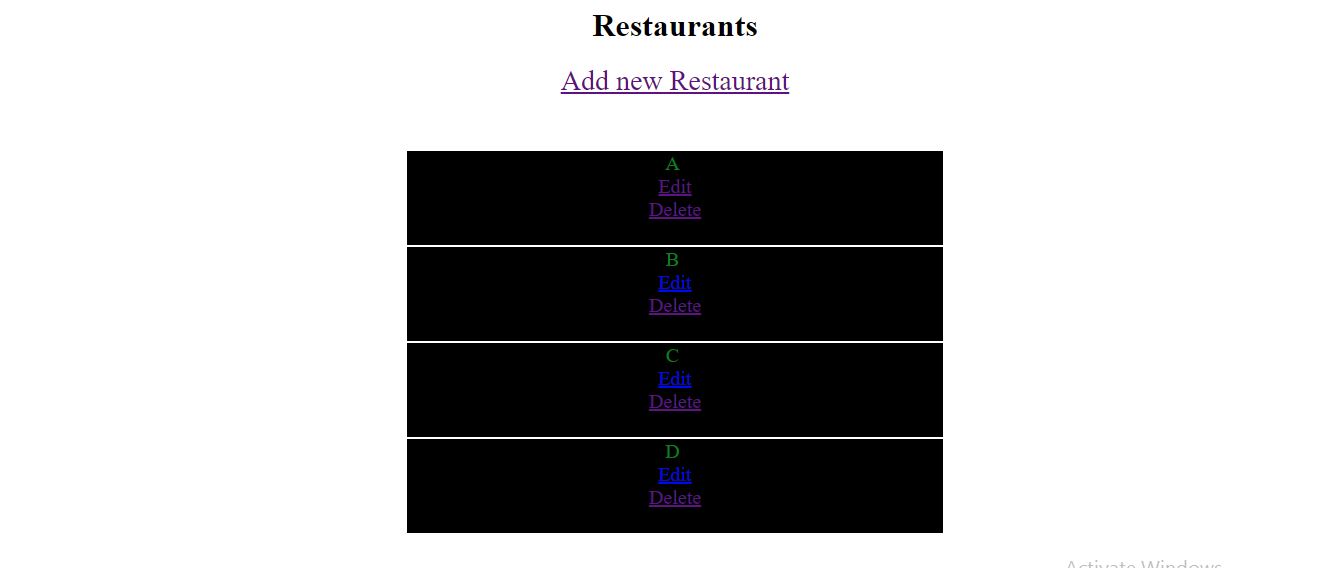 Restaurants
Add new Restaurant
A
Edit
Delete
B
Edit
Delete
C
Edit
Delete
D
Edit
Delete
Activate Windows